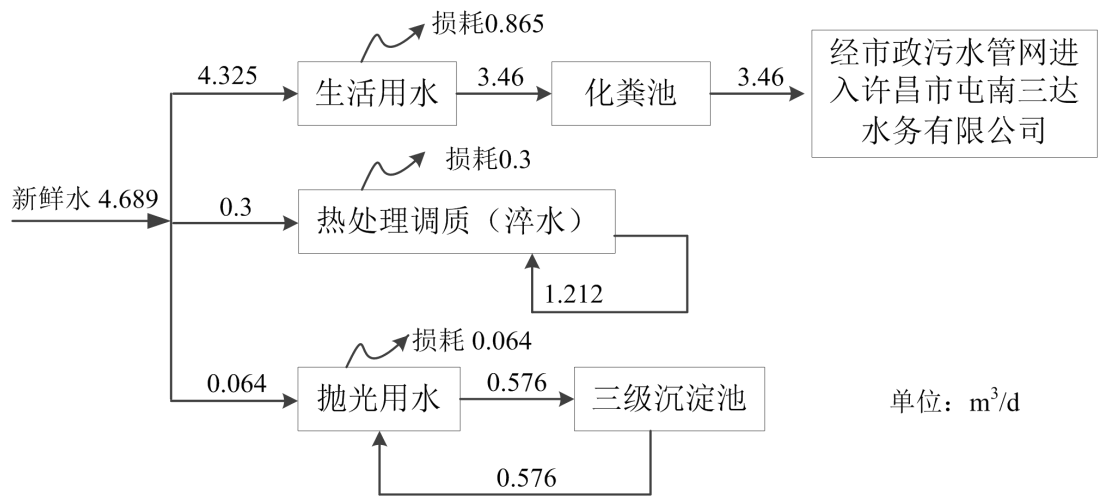 损耗0.865
4.325
生活用水
3.46
化粪池
3.46
经市政污水管网进
入许昌市屯南三达
水务有限公司
新鲜水 4.689
损耗0.3
0.3
热处理调质（淬水）
1.212
损耗 0.064
0.064
抛光用水
0.576
三级沉淀池
单位：m³/d
0.576